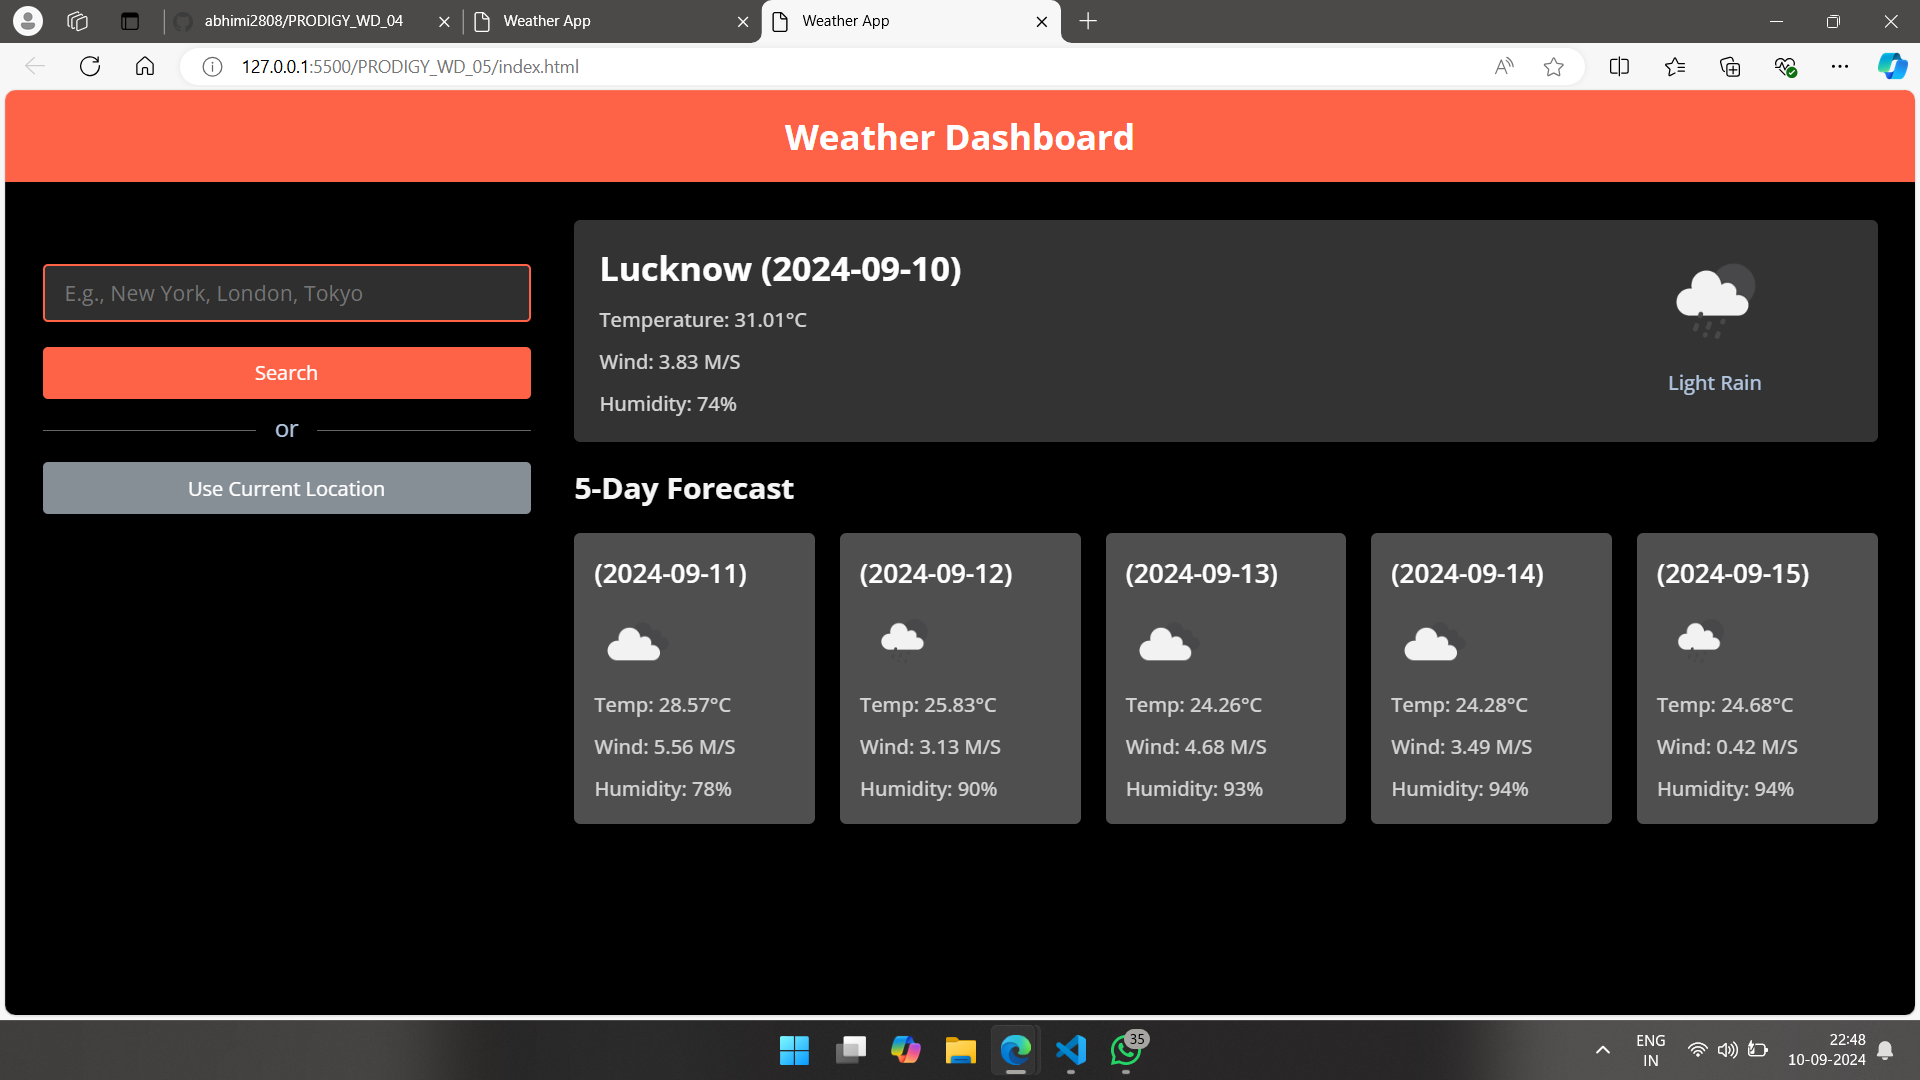 abhimi2808/PRODIGY_WD_04
Weather App
Weather App
127.0.0.1:5500/PRODIGY_WD_05/index.html
Weather Dashboard
E.g., New York, London, Tokyo
Search
or
Use Current Location
Lucknow (2024-09-10)
Temperature: 31.01°C
Wind: 3.83 M/S
Humidity: 74%
Light Rain
5-Day Forecast
(2024-09-11)
Temp: 28.57°C
Wind: 5.56 M/S
Humidity: 78%
(2024-09-12)
Temp: 25.83°C
Wind: 3.13 M/S
Humidity: 90%
(2024-09-13)
Temp: 24.26°C
Wind: 4.68 M/S
Humidity: 93%
(2024-09-14)
Temp: 24.28°C
Wind: 3.49 M/S
Humidity: 94%
(2024-09-15)
Temp: 24.68°C
Wind: 0.42 M/S
Humidity: 94%
35
ENG
IN
22:48
10-09-2024